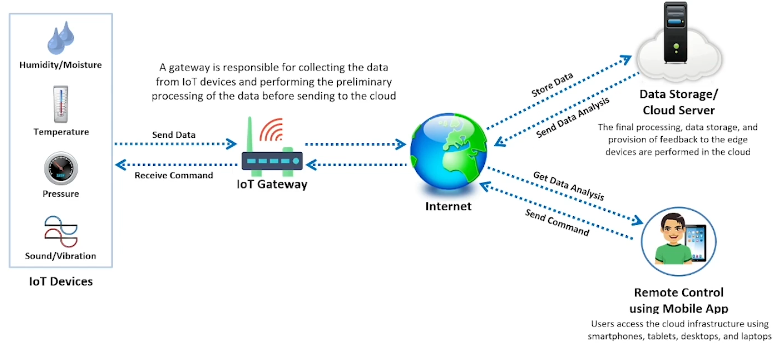 Humidity/Moisture
Temperature
Pressure
Sound/Vibration
IoT Devices
A gateway is responsible for collecting the data
from IoT devices and performing the preliminary
processing of the data before sending to the cloud
Send Data
Receive Command
IoT Gateway
Internet
Store Data
Send Data Analysis
Data Storage/
Cloud Server
The final processing, data storage, and
provision of feedback to the edge
devices are performed in the cloud
Get Data Analysis
Send Command
Remote Control
using Mobile App
Users access the cloud infrastructure using
smartphones, tablets, desktops, and laptops